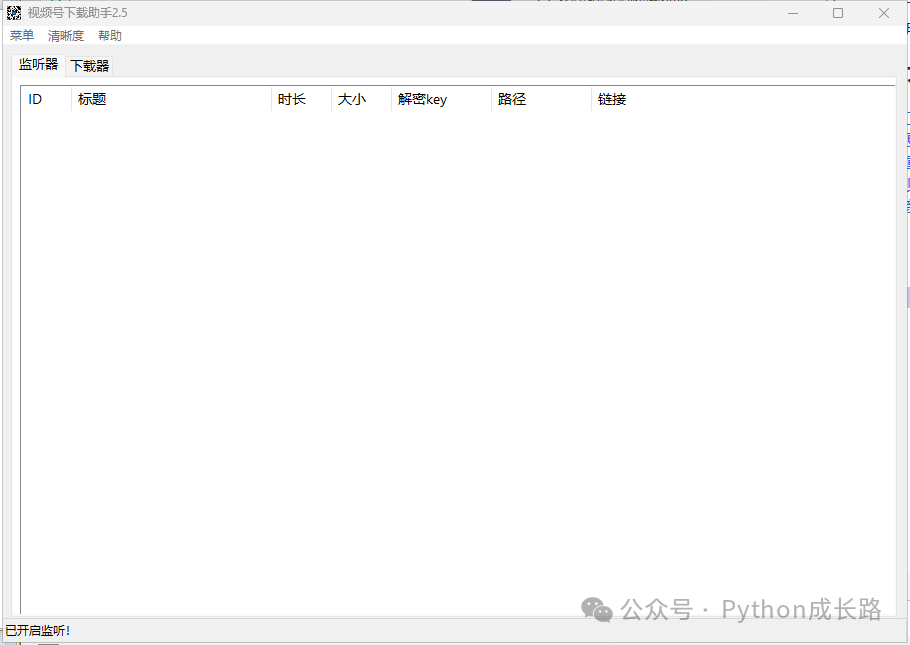 视频号下载助手2.5
菜单 清晰度 帮助
监听器 下载器
ID 标题 时长 大小 解密key 路径 链接
公众号 · Python成长路
已开启监听!